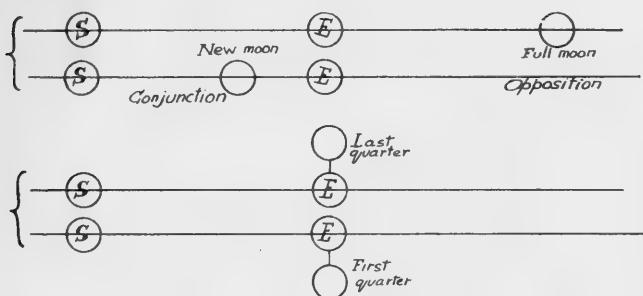 S E
New moon Full moon
S E
Conjunction Opposition
Last
quarter
S E
S E
First
quarter